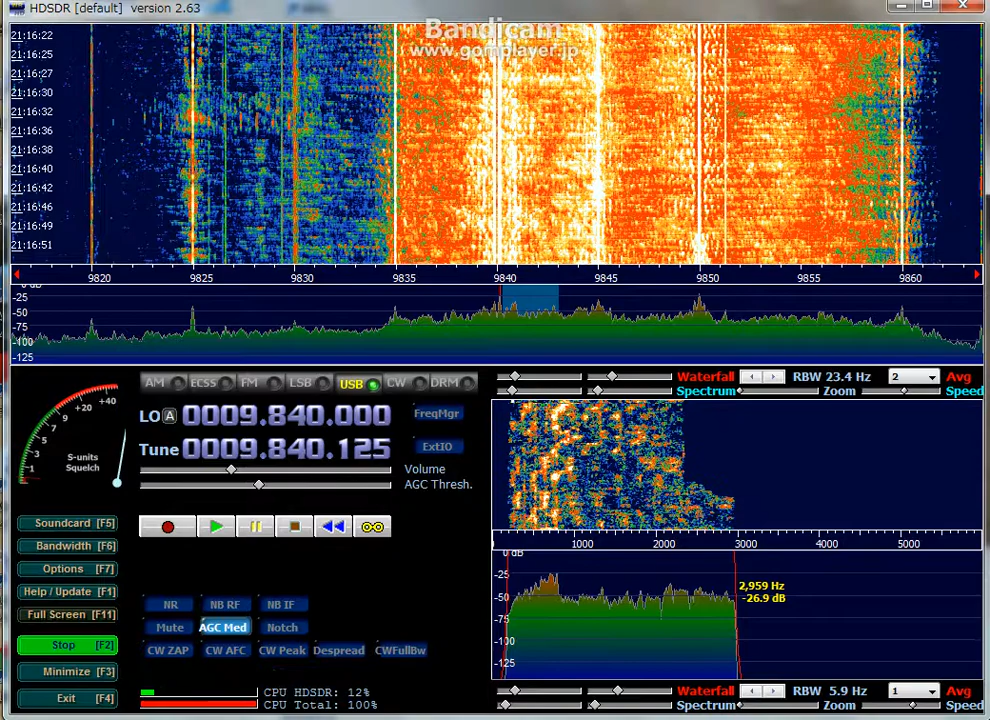 HDSDR [default] version 2.63
Bandicam
www.gomplayer.jp
21:16:22
21:16:25
21:16:27
21:16:30
21:16:32
21:16:36
21:16:38
21:16:40
21:16:42
21:16:46
21:16:49
21:16:51
9820 9825 9830 9835 9840 9845 9850 9855 9860
0 dB
-25
-50
-75
-100
-125
AM ECSS FM LSB USB CW DRM
LO A 0009.840.000 FreqMgr
Tune 0009.840.125 ExtIO
Volume
AGC Thresh.
+20 +40
9
7
5
3
1
S-units
Squelch
Soundcard [F5]
Bandwidth [F6]
Options [F7]
Help / Update [F1]
Full Screen [F11]
Stop [F2]
Minimize [F3]
Exit [F4]
NR NB RF NB IF
Mute AGC Med Notch
CW ZAP CW AFC CW Peak Despread CWFullBw
CPU HDSDR: 12%
CPU Total: 100%
Waterfall RBW 23.4 Hz 2 Avg
Spectrum Zoom Speed
1000 2000 3000 4000 5000
0 dB
-25
-50
-75
-100
-125
2,959 Hz
-26.9 dB
Waterfall RBW 5.9 Hz 1 Avg
Spectrum Zoom Speed